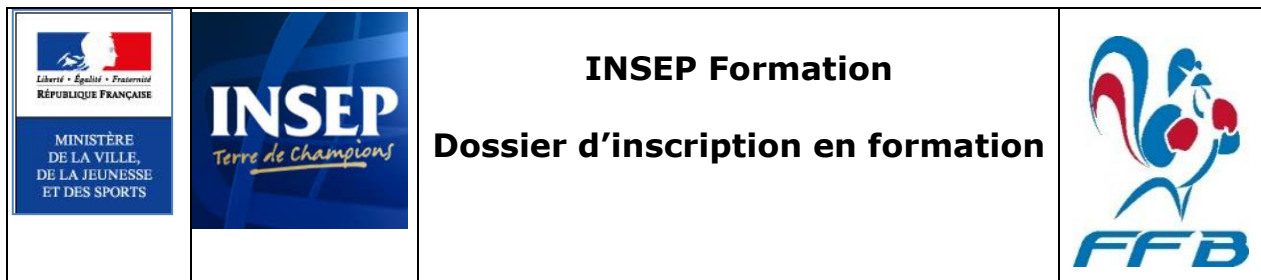 Liberté • Égalité • Fraternité
RÉPUBLIQUE FRANÇAISE
MINISTÈRE
DE LA VILLE,
DE LA JEUNESSE
ET DES SPORTS
INSEP
Terre de Champions
INSEP Formation
Dossier d’inscription en formation
FFB